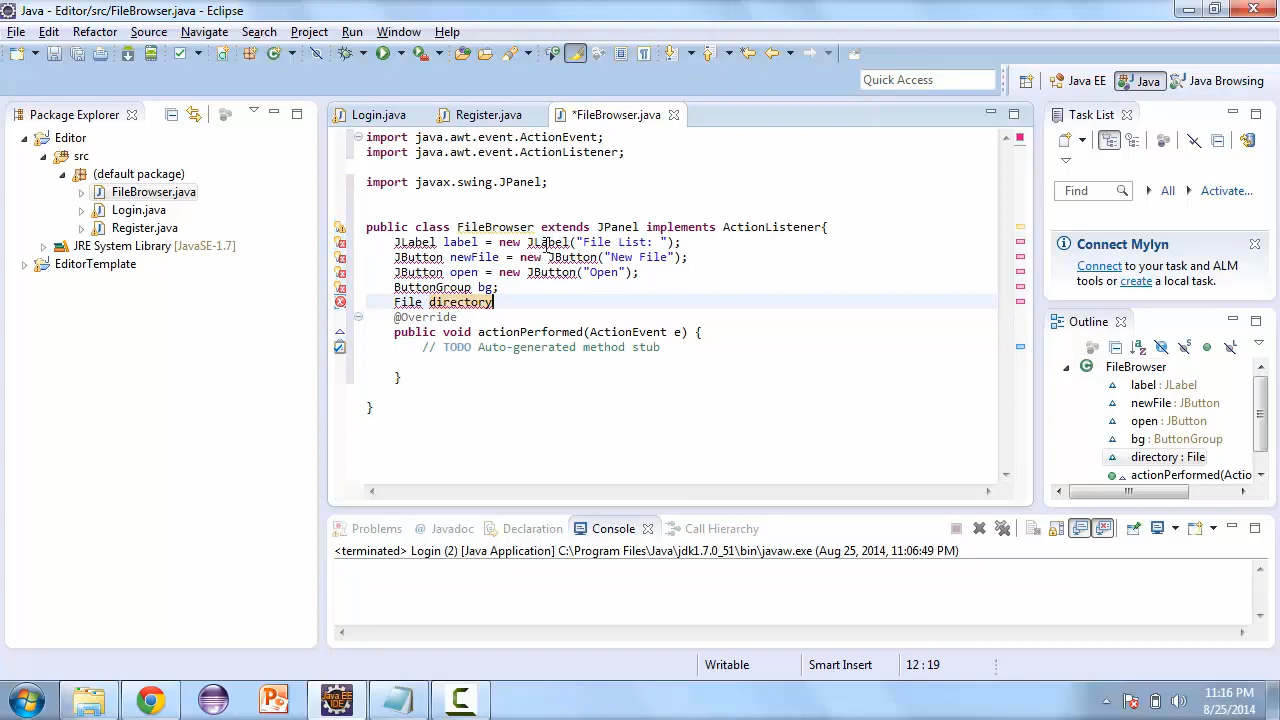 Java - Editor/src/FileBrowser.java - Eclipse
File Edit Refactor Source Navigate Search Project Run Window Help
Quick Access
Java EE
Java
Java Browsing
Package Explorer
Editor
src
(default package)
FileBrowser.java
Login.java
Register.java
JRE System Library [JavaSE-1.7]
EditorTemplate
Login.java
Register.java
*FileBrowser.java
import java.awt.event.ActionEvent;
import java.awt.event.ActionListener;
import javax.swing.JPanel;
public class FileBrowser extends JPanel implements ActionListener{
JLabel label = new JLabel("File List: ");
JButton newFile = new JButton("New File");
JButton open = new JButton("Open");
ButtonGroup bg;
File directory
@Override
public void actionPerformed(ActionEvent e) {
// TODO Auto-generated method stub
}
}
Task List
Find
All
Activate...
Connect Mylyn
Connect to your task and ALM
tools or create a local task.
Outline
FileBrowser
label : JLabel
newFile : JButton
open : JButton
bg : ButtonGroup
directory : File
actionPerformed(Actio
Problems
@ Javadoc
Declaration
Console
Call Hierarchy
<terminated> Login (2) [Java Application] C:\Program Files\Java\jdk1.7.0_51\bin\javaw.exe (Aug 25, 2014, 11:06:49 PM)
Writable
Smart Insert
12 : 19
Java EE
IDE
11:16 PM
8/25/2014